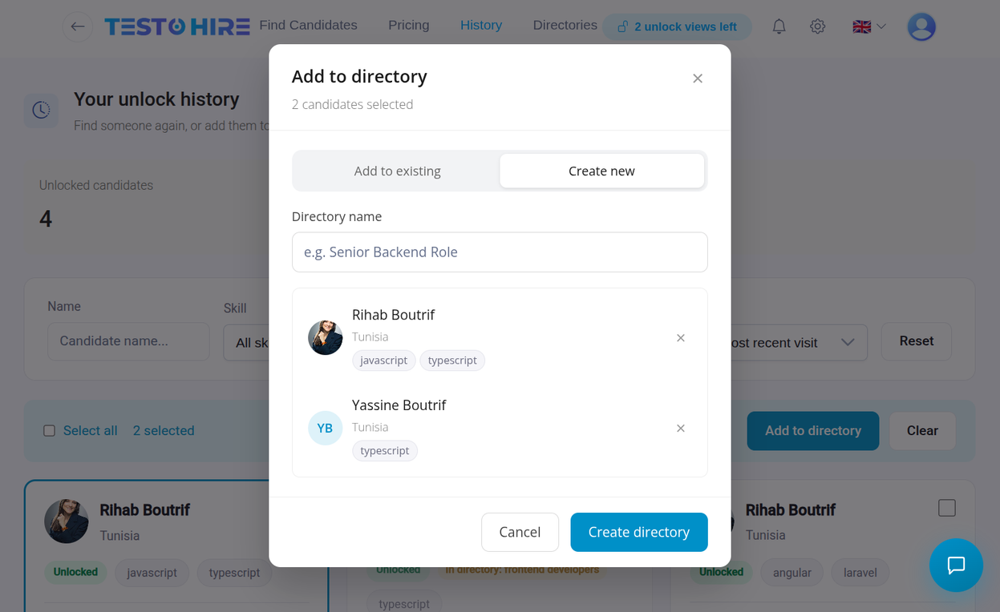 TESTOHIRE
Find Candidates
Pricing
History
Directories
2 unlock views left
Your unlock history
Find someone again, or add them to
Unlocked candidates
4
Name
Candidate name...
Skill
All sk
ost recent visit
Reset
Select all
2 selected
Add to directory
Clear
Rihab Boutrif
Tunisia
Unlocked
javascript
typescript
Unlocked
In directory: frontend developers
typescript
Rihab Boutrif
Tunisia
Unlocked
angular
laravel
Add to directory
2 candidates selected
Add to existing
Create new
Directory name
e.g. Senior Backend Role
Rihab Boutrif
Tunisia
javascript
typescript
YB
Yassine Boutrif
Tunisia
typescript
Cancel
Create directory